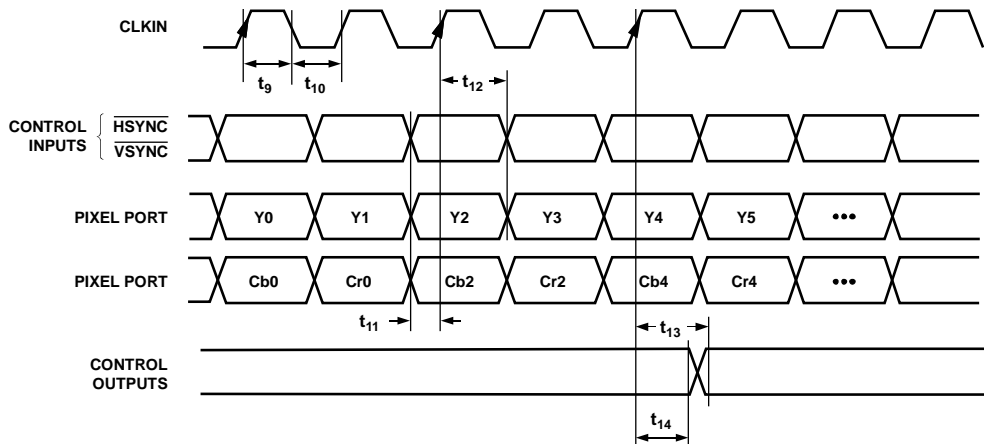 CLKIN
t9
t10
t12
CONTROL
INPUTS
HSYNC
VSYNC
PIXEL PORT
Y0
Y1
Y2
Y3
Y4
Y5
•••
PIXEL PORT
Cb0
Cr0
Cb2
Cr2
Cb4
Cr4
•••
t11
t13
CONTROL
OUTPUTS
t14